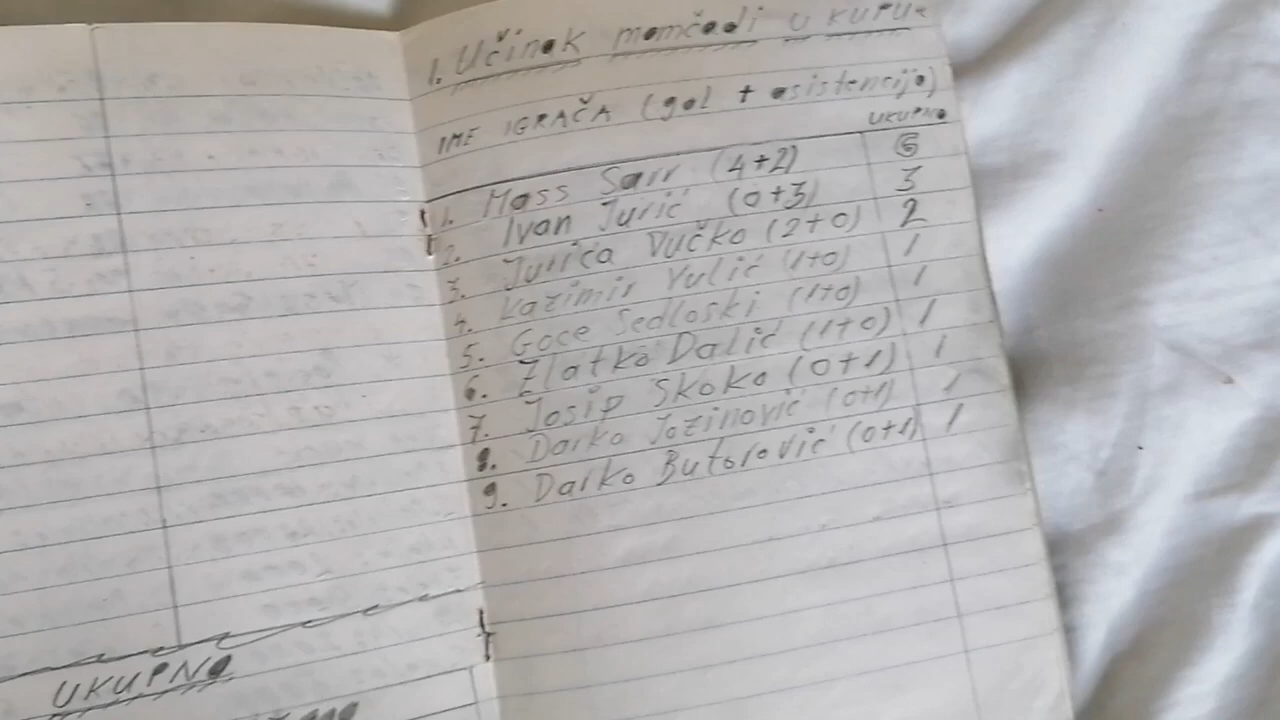 1. Učinak momčadi u kupu
IME IGRAČA (gol + asistencija)
UKUPNO
1. Mass Sarr (4+2) 6
2. Ivan Jurić (0+3) 3
3. Jurica Vučko (2+0) 2
4. Kazimir Vulić (1+0) 1
5. Goce Sedloski (1+0) 1
6. Zlatko Dalić (1+0) 1
7. Josip Skoko (0+1) 1
8. Darko Jozinović (0+1) 1
9. Darko Butorović (0+1) 1
UKUPNO